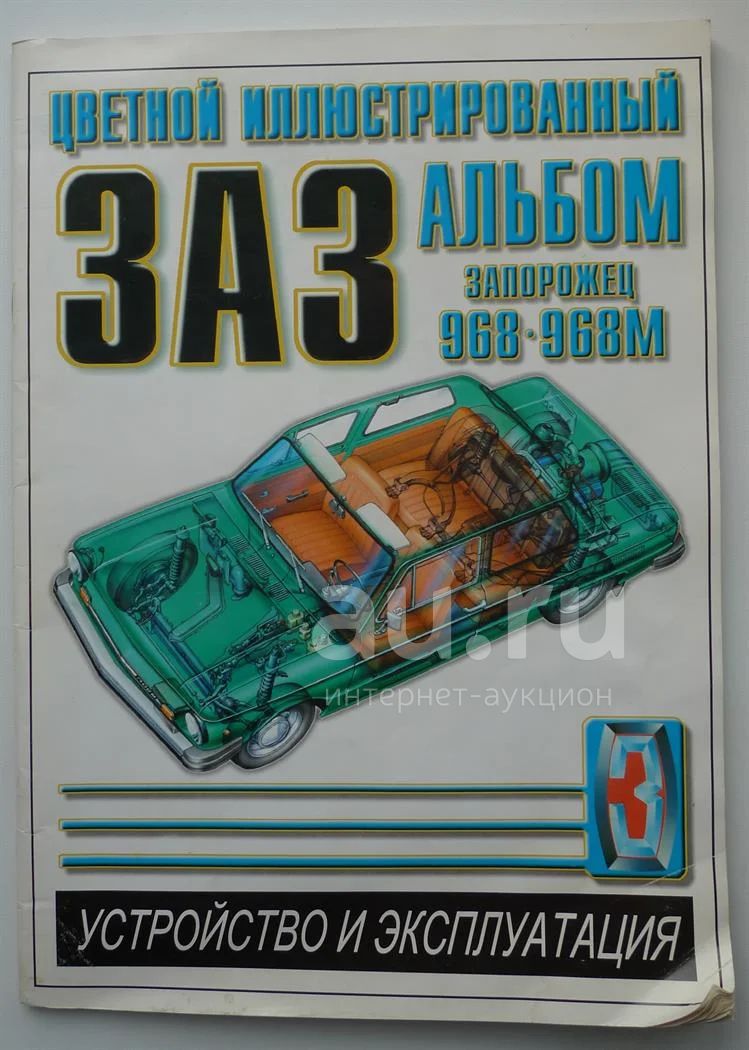 ЦВЕТНОЙ ИЛЛЮСТРИРОВАННЫЙ
ЗАЗ
АЛЬБОМ
ЗАПОРОЖЕЦ
968·968М
au.ru
интернет-аукцион
З
УСТРОЙСТВО И ЭКСПЛУАТАЦИЯ